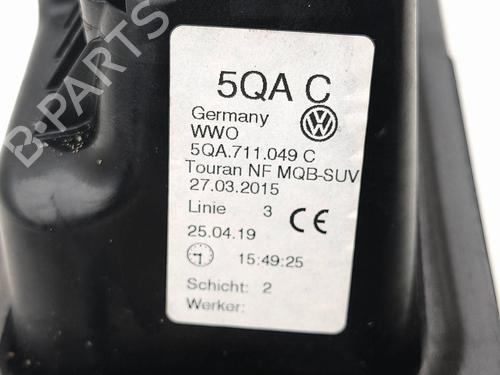 5QA C
Germany
WWO
5QA.711.049 C
Touran NF MQB-SUV
27.03.2015
Linie 3 CE
25.04.19
15:49:25
Schicht: 2
Werker:
B-PARTS